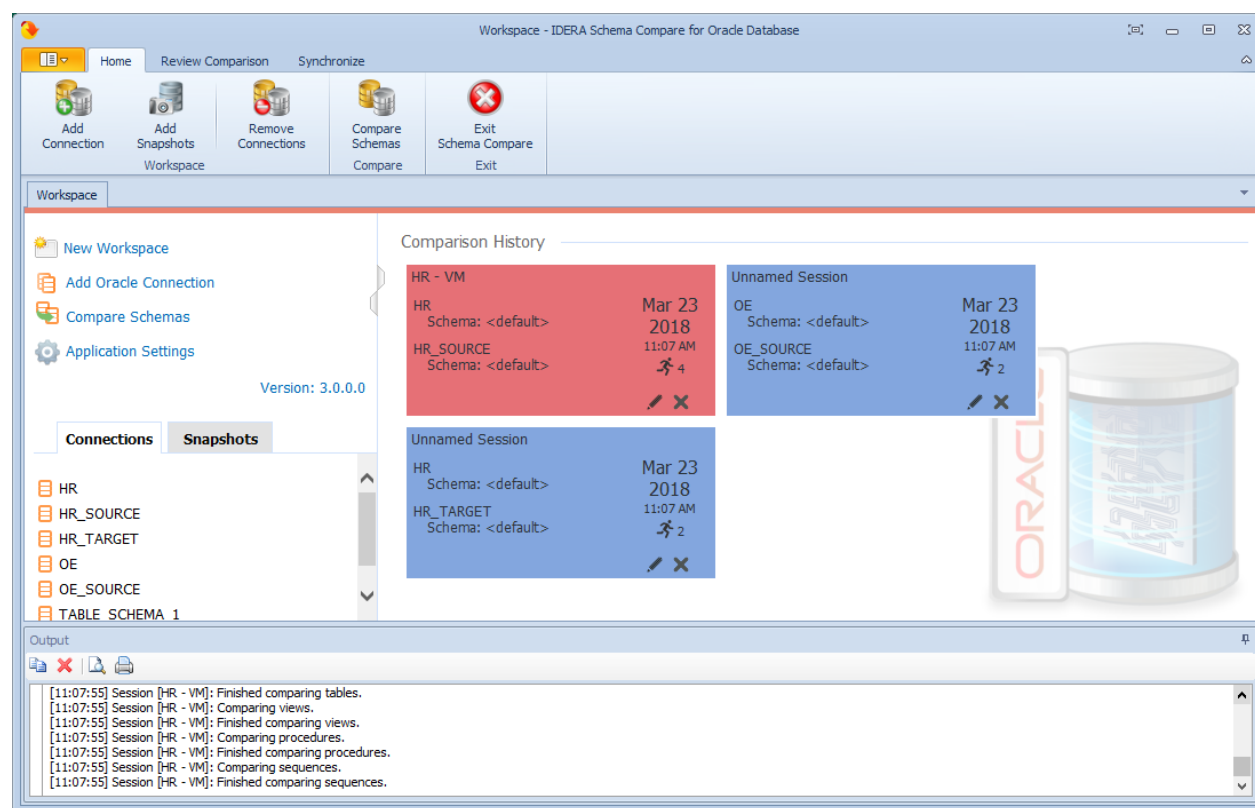 Workspace - IDERA Schema Compare for Oracle Database
Home Review Comparison Synchronize
Add Connection
Add Snapshots
Remove Connections
Compare Schemas
Exit Schema Compare
Workspace Compare Exit
Workspace
New Workspace
Add Oracle Connection
Compare Schemas
Application Settings
Version: 3.0.0.0
Connections Snapshots
HR
HR_SOURCE
HR_TARGET
OE
OE_SOURCE
TABLE SCHEMA 1
Comparison History
HR - VM
HR
Schema: <default>
HR_SOURCE
Schema: <default>
Mar 23
2018
11:07 AM
4
Unnamed Session
OE
Schema: <default>
OE_SOURCE
Schema: <default>
Mar 23
2018
11:07 AM
2
Unnamed Session
HR
Schema: <default>
HR_TARGET
Schema: <default>
Mar 23
2018
11:07 AM
2
ORACLE
Output
[11:07:55] Session [HR - VM]: Finished comparing tables.
[11:07:55] Session [HR - VM]: Comparing views.
[11:07:55] Session [HR - VM]: Finished comparing views.
[11:07:55] Session [HR - VM]: Comparing procedures.
[11:07:55] Session [HR - VM]: Finished comparing procedures.
[11:07:55] Session [HR - VM]: Comparing sequences.
[11:07:55] Session [HR - VM]: Finished comparing sequences.